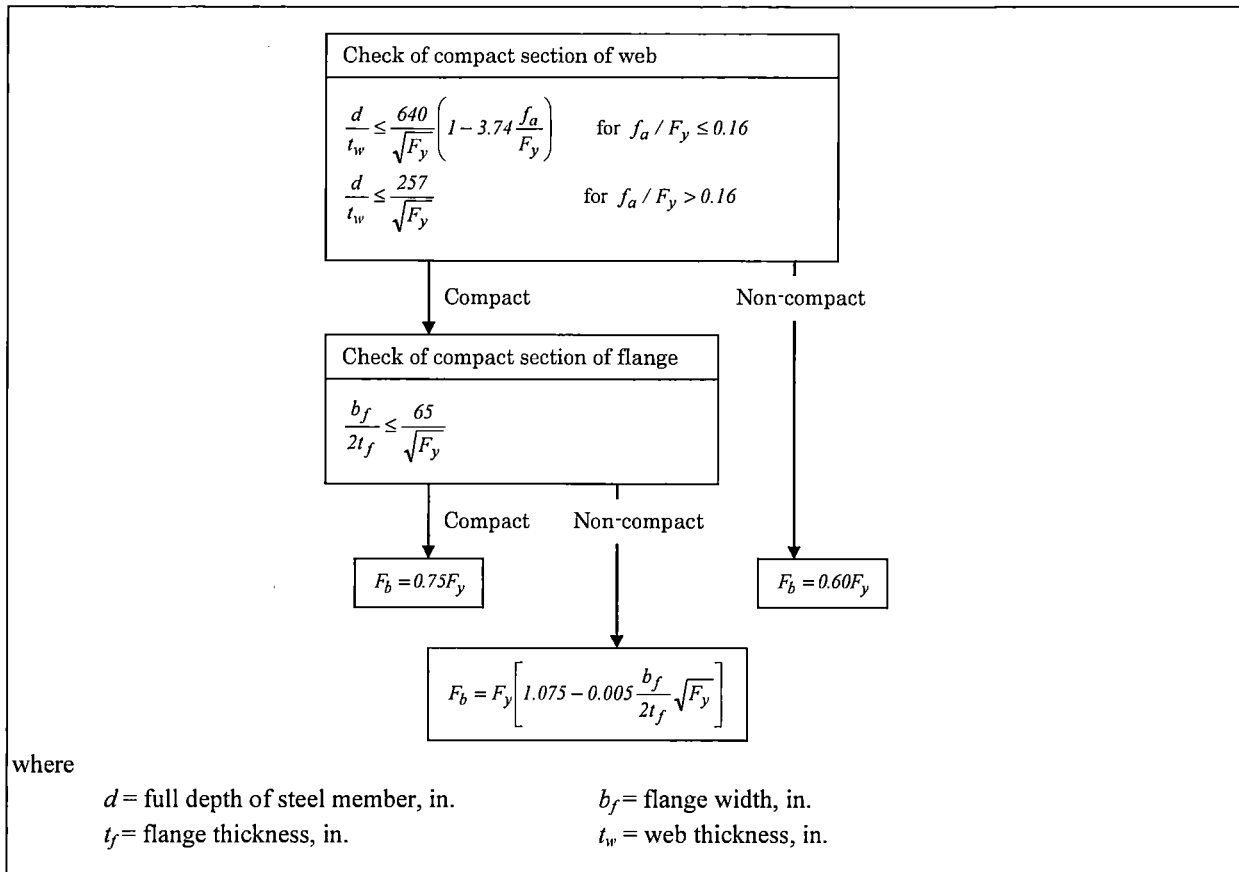 Check of compact section of web
d/t_w ≤ 640/√F_y (1 − 3.74 f_a/F_y) for f_a / F_y ≤ 0.16
d/t_w ≤ 257/√F_y for f_a / F_y > 0.16
Compact Non-compact
Check of compact section of flange
b_f/2t_f ≤ 65/√F_y
Compact Non-compact
F_b = 0.75F_y F_b = 0.60F_y
F_b = F_y [1.075 − 0.005 b_f/2t_f √F_y]
where
d = full depth of steel member, in. b_f = flange width, in.
t_f = flange thickness, in. t_w = web thickness, in.